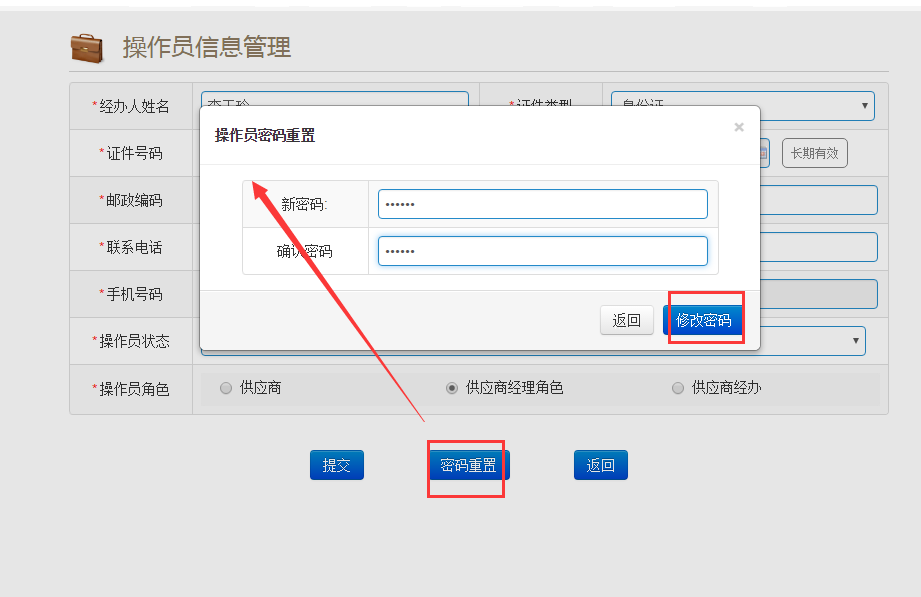 操作员信息管理
*经办人姓名
*证件类型
身份证
操作员密码重置
×
*证件号码
长期有效
*邮政编码
新密码:
••••••
*联系电话
确认密码
••••••
*手机号码
返回
修改密码
*操作员状态
*操作员角色
供应商
供应商经理角色
供应商经办
提交
密码重置
返回